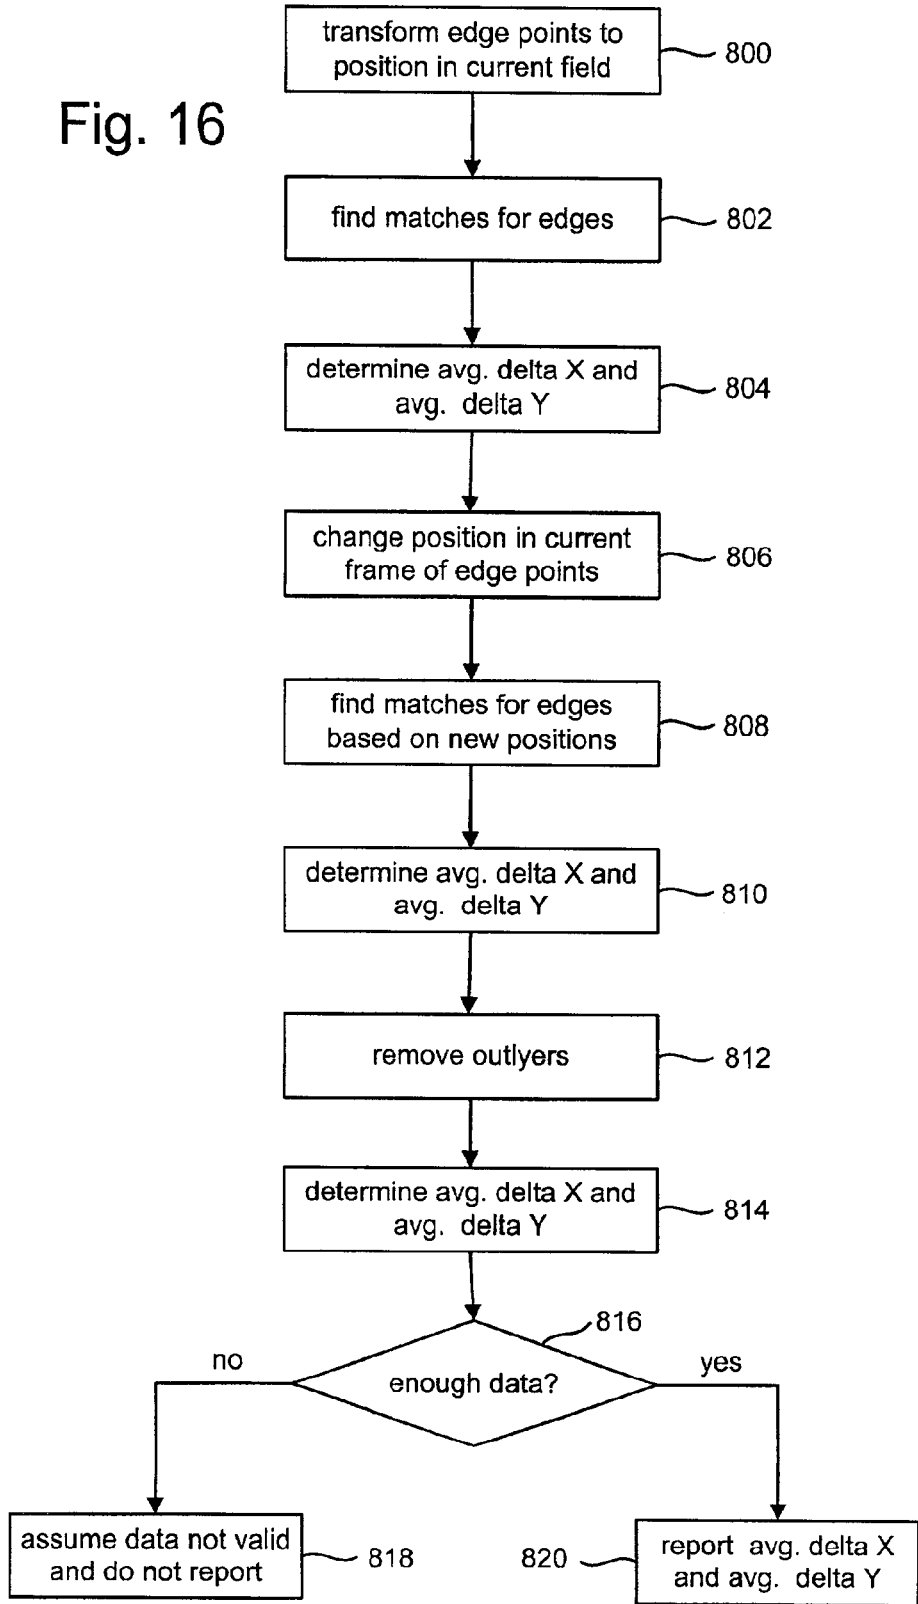 Fig. 16
transform edge points to
position in current field
800
find matches for edges
802
determine avg. delta X and
avg. delta Y
804
change position in current
frame of edge points
806
find matches for edges
based on new positions
808
determine avg. delta X and
avg. delta Y
810
remove outlyers
812
determine avg. delta X and
avg. delta Y
814
816
enough data?
no
yes
assume data not valid
and do not report
818
820
report avg. delta X
and avg. delta Y